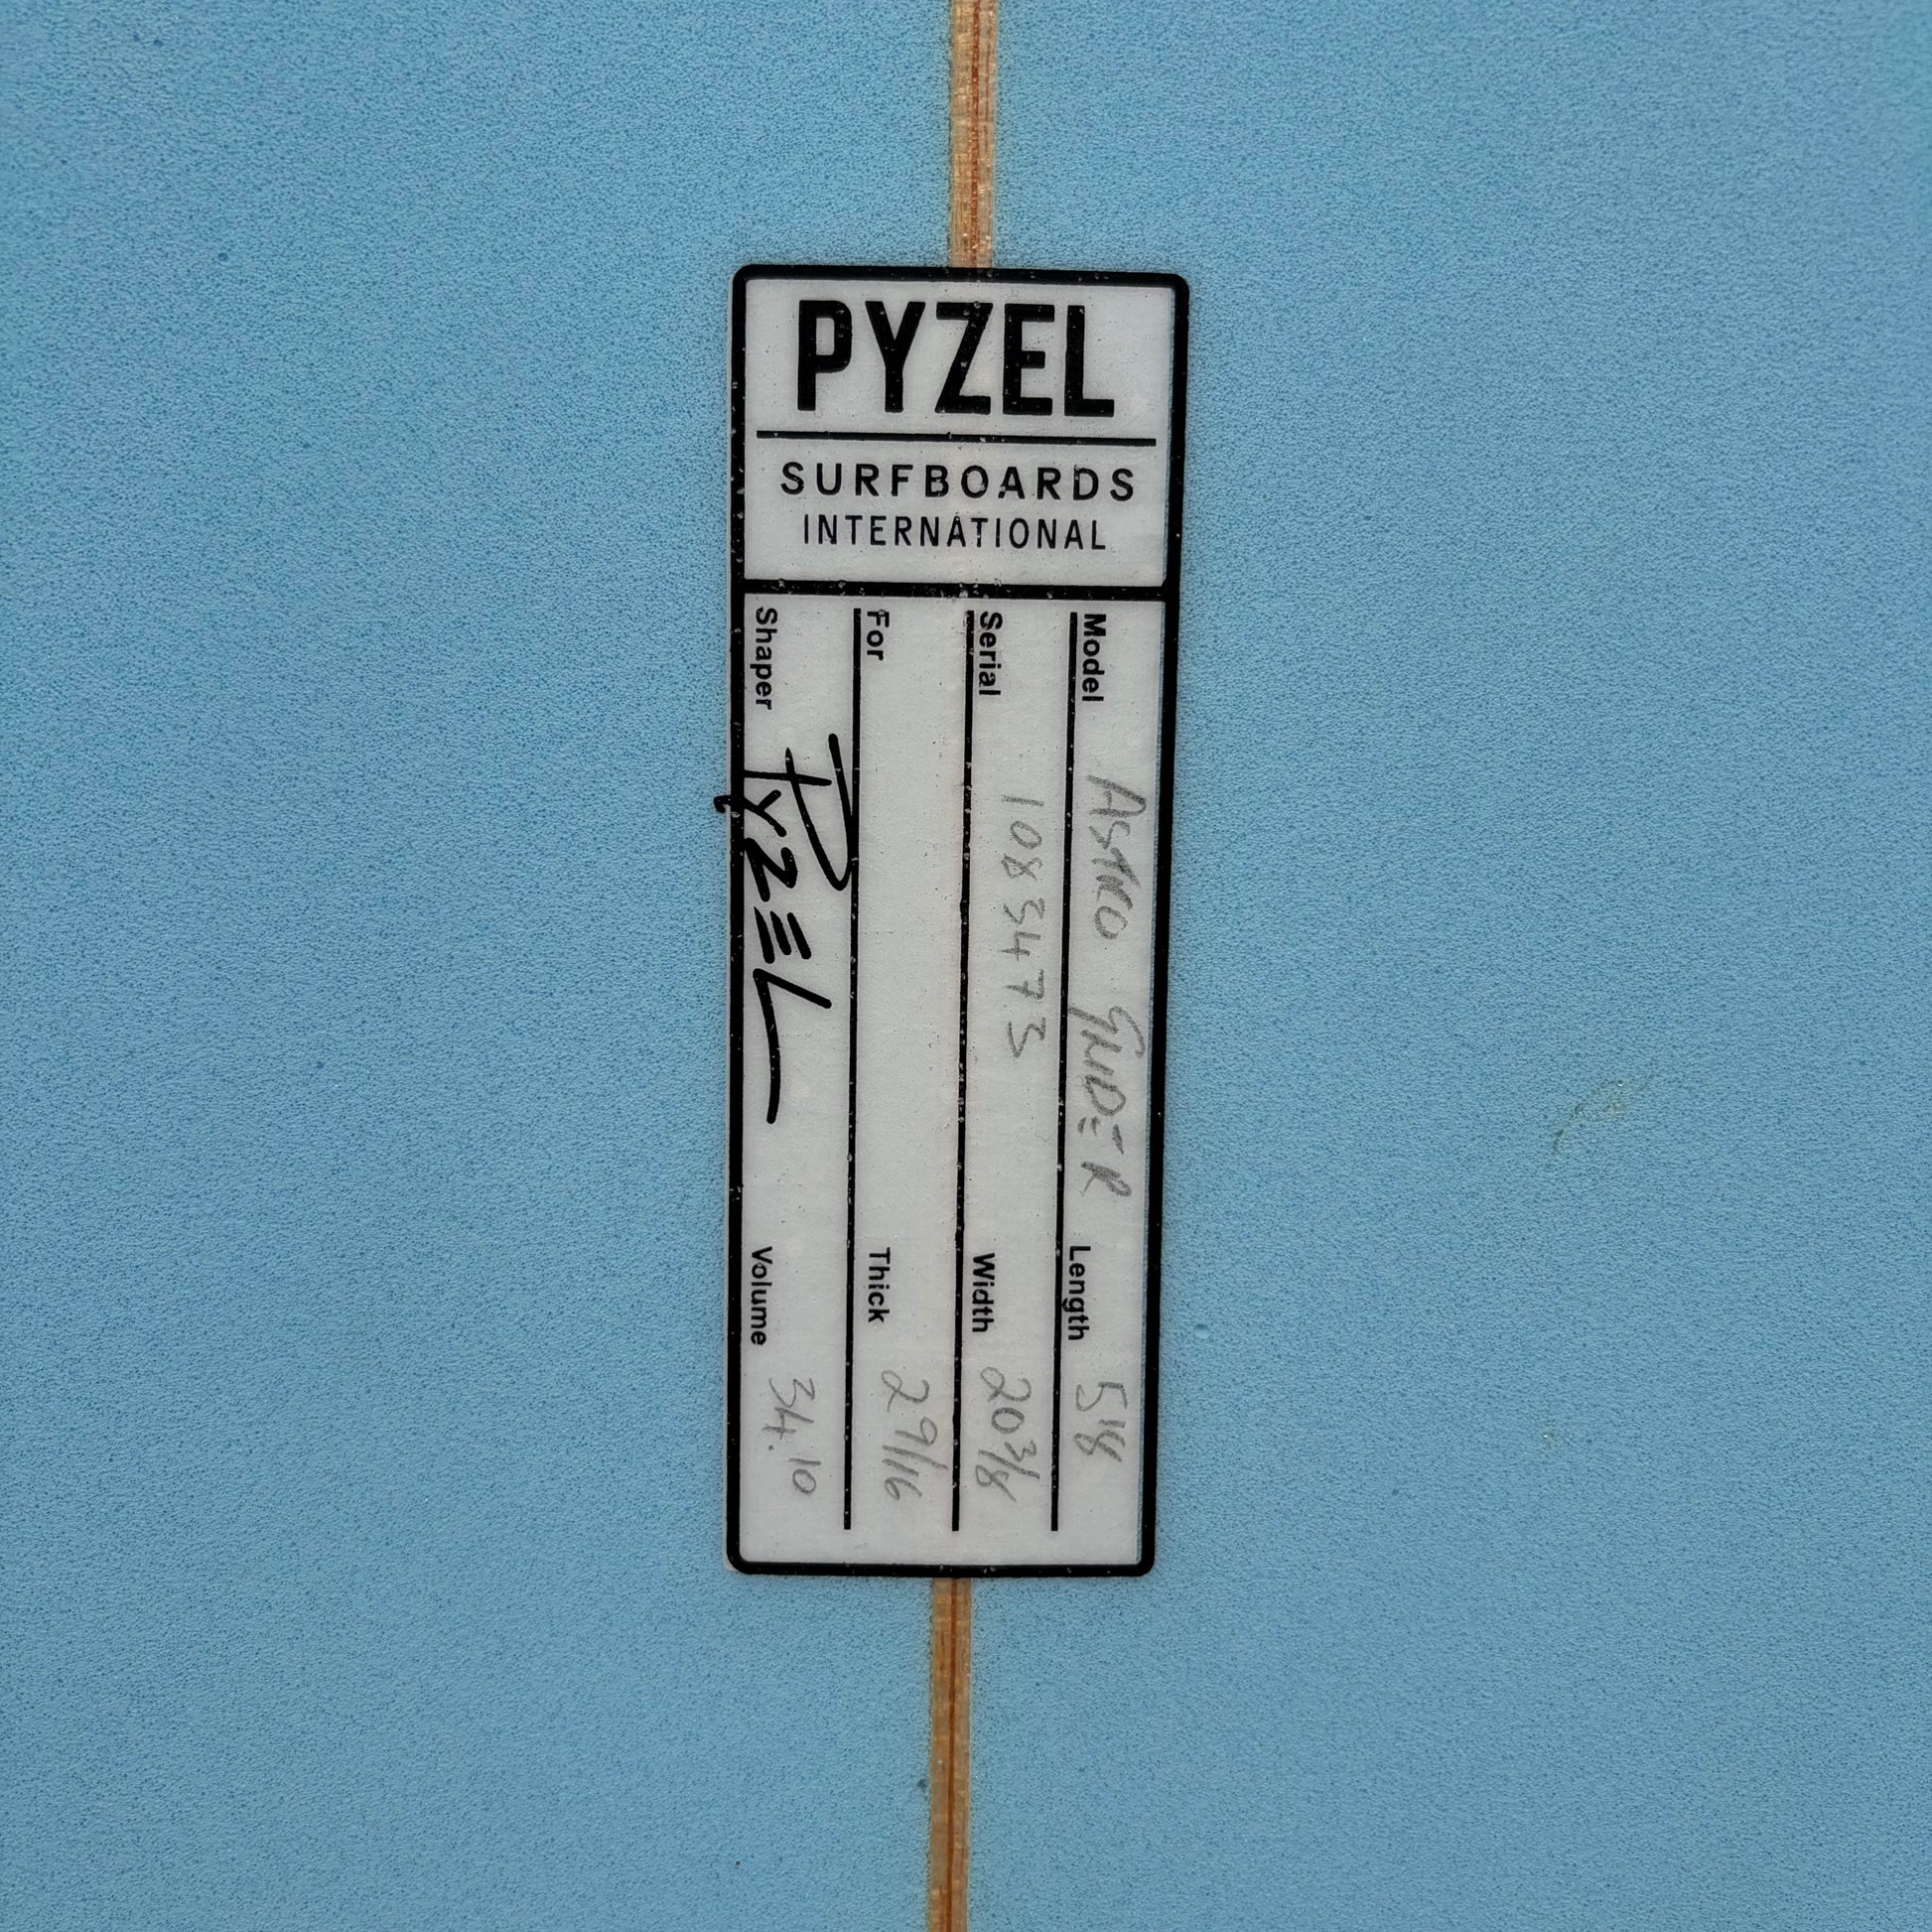 PYZEL
SURFBOARDS
INTERNATIONAL
Model ASTRO GLIDER Length 5'8"
Serial 1083473 Width 20 3/8
For Thick 2 9/16
Shaper PYZEL Volume 34.10